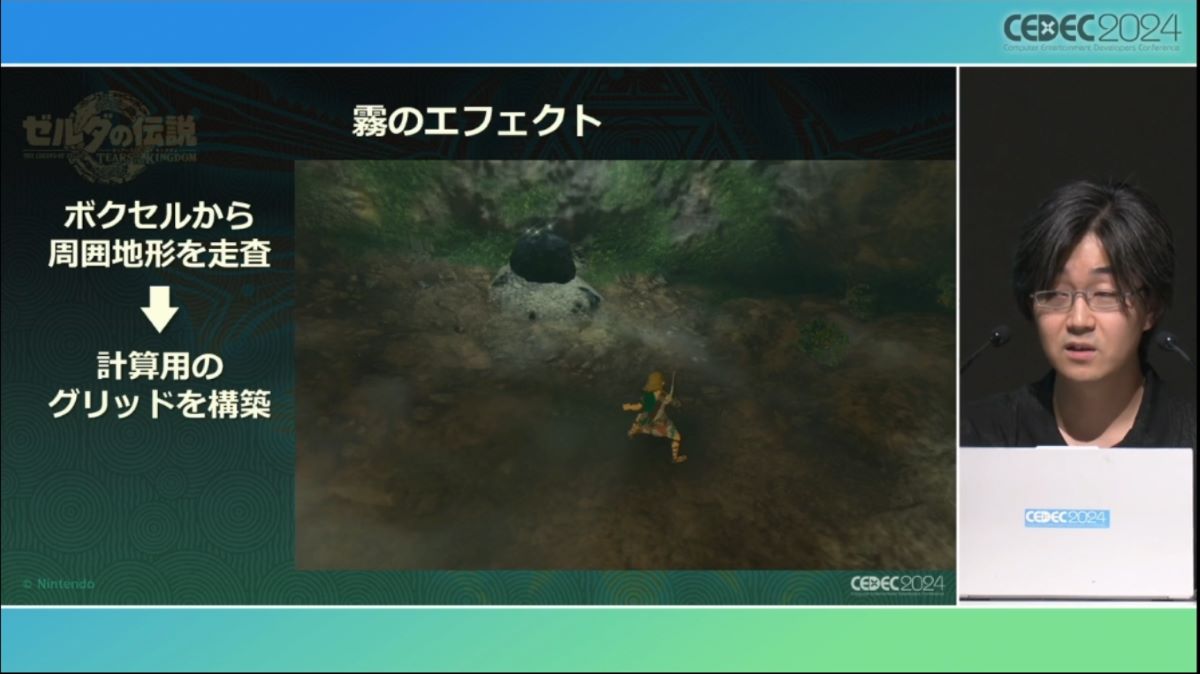 CEDEC2024
Computer Entertainment Developers Conference
ゼルダの伝説
TEARS OF THE KINGDOM
霧のエフェクト
ボクセルから
周囲地形を走査
計算用の
グリッドを構築
© Nintendo
CEDEC2024
CEDEC2024